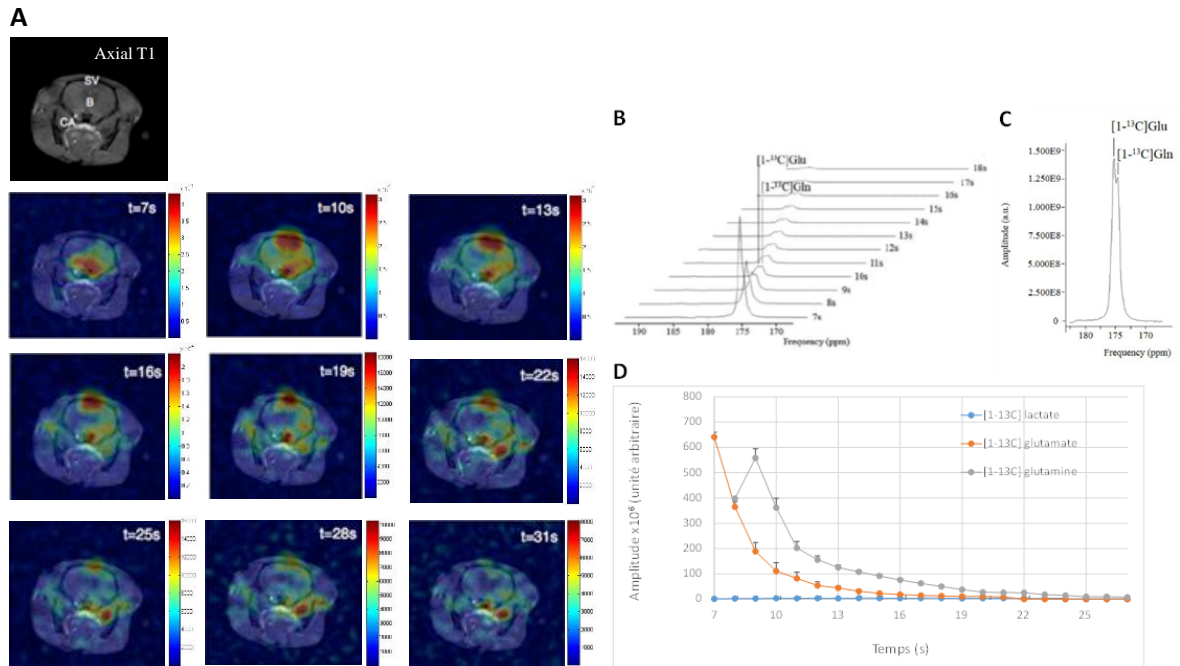 A
Axial T1
SV
B
CA
t=7s
t=10s
t=13s
t=16s
t=19s
t=22s
t=25s
t=28s
t=31s
B
[1-¹³C]Glu
[1-¹³C]Gln
18s
17s
16s
15s
14s
13s
12s
11s
10s
9s
8s
7s
190 185 180 175 170
Frequency (ppm)
C
[1-¹³C]Glu
[1-¹³C]Gln
Amplitude (a.u.)
1.500E9
1.250E9
1.000E9
7.500E8
5.000E8
2.500E8
0
180 175 170
Frequency (ppm)
D
Amplitude x10⁶ (unité arbitraire)
800
700
600
500
400
300
200
100
0
[1-13C] lactate
[1-13C] glutamate
[1-13C] glutamine
7 10 13 16 19 22 25
Temps (s)